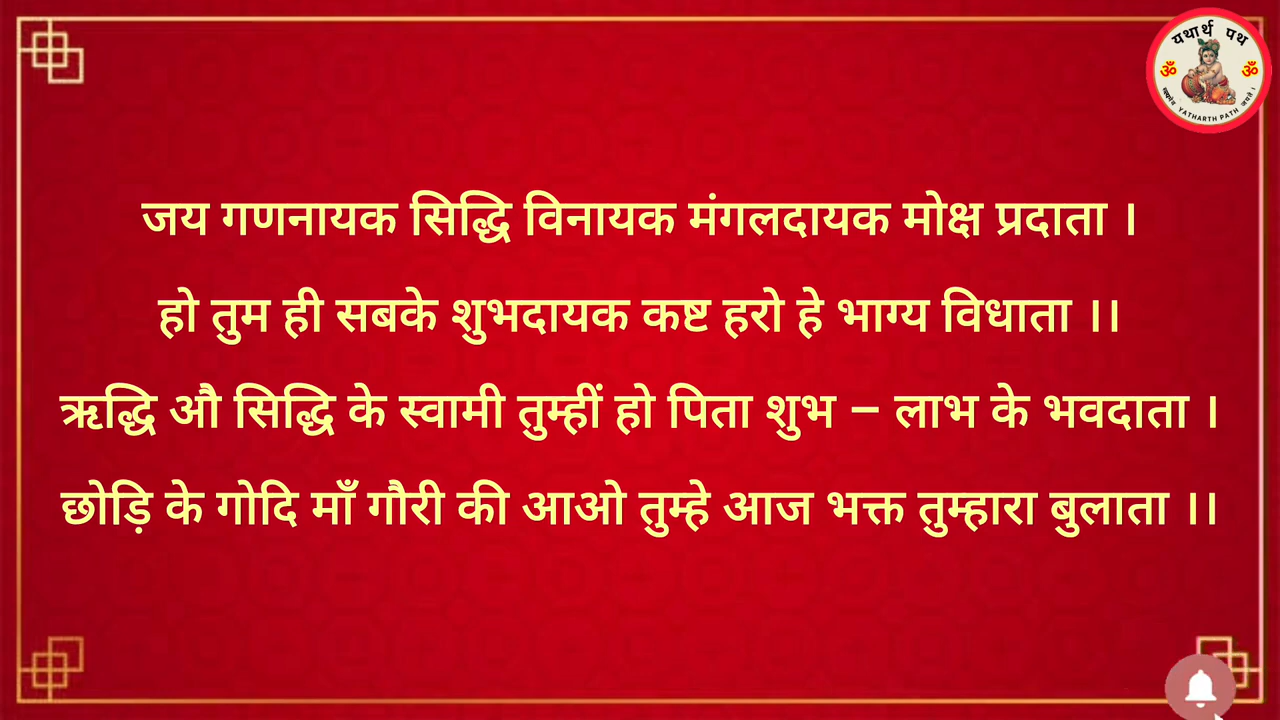 यथार्थ पथ
ॐ ॐ
YATHARTH PATH
जय गणनायक सिद्धि विनायक मंगलदायक मोक्ष प्रदाता ।
हो तुम ही सबके शुभदायक कष्ट हरो हे भाग्य विधाता ।।
ऋद्धि औ सिद्धि के स्वामी तुम्हीं हो पिता शुभ – लाभ के भवदाता ।
छोड़ि के गोदि माँ गौरी की आओ तुम्हे आज भक्त तुम्हारा बुलाता ।।